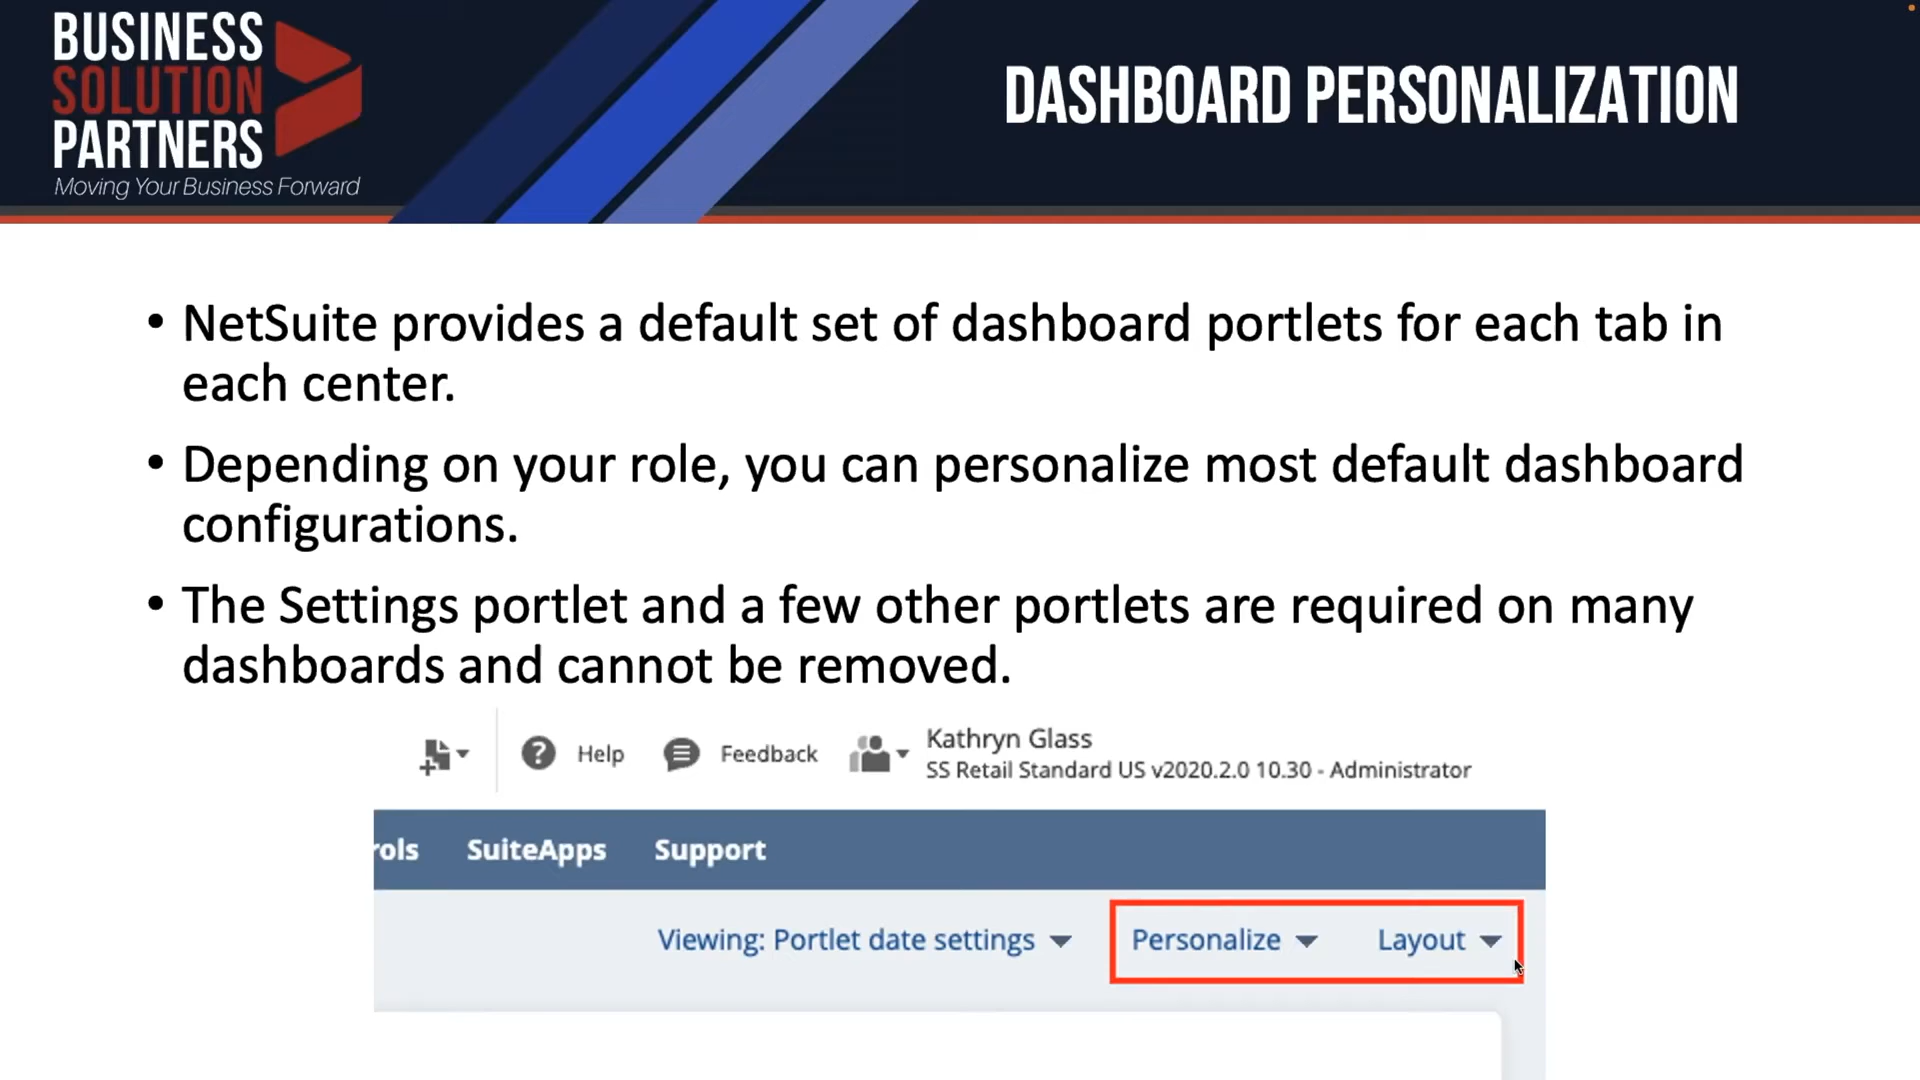 BUSINESS
SOLUTION
PARTNERS
Moving Your Business Forward
DASHBOARD PERSONALIZATION
• NetSuite provides a default set of dashboard portlets for each tab in
each center.
• Depending on your role, you can personalize most default dashboard
configurations.
• The Settings portlet and a few other portlets are required on many
dashboards and cannot be removed.
Help Feedback Kathryn Glass
SS Retail Standard US v2020.2.0 10.30 - Administrator
rols SuiteApps Support
Viewing: Portlet date settings Personalize Layout